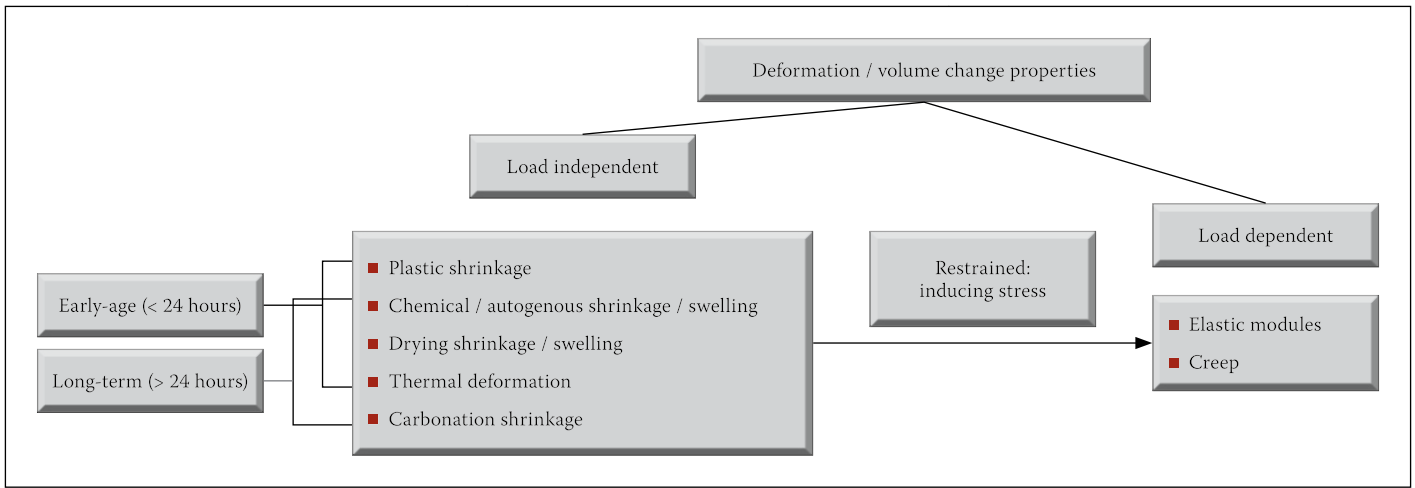 Deformation / volume change properties
Load independent
Load dependent
Early-age (< 24 hours)
Long-term (> 24 hours)
Plastic shrinkage
Chemical / autogenous shrinkage / swelling
Drying shrinkage / swelling
Thermal deformation
Carbonation shrinkage
Restrained:
inducing stress
Elastic modules
Creep